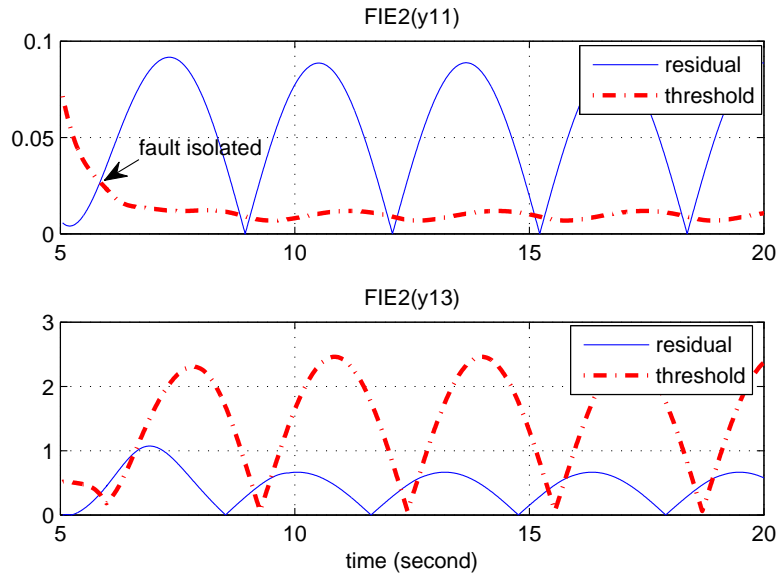 FIE2(y11)
0.1
0.05
0
5
10
15
20
residual
threshold
fault isolated
FIE2(y13)
3
2
1
0
5
10
15
20
residual
threshold
time (second)